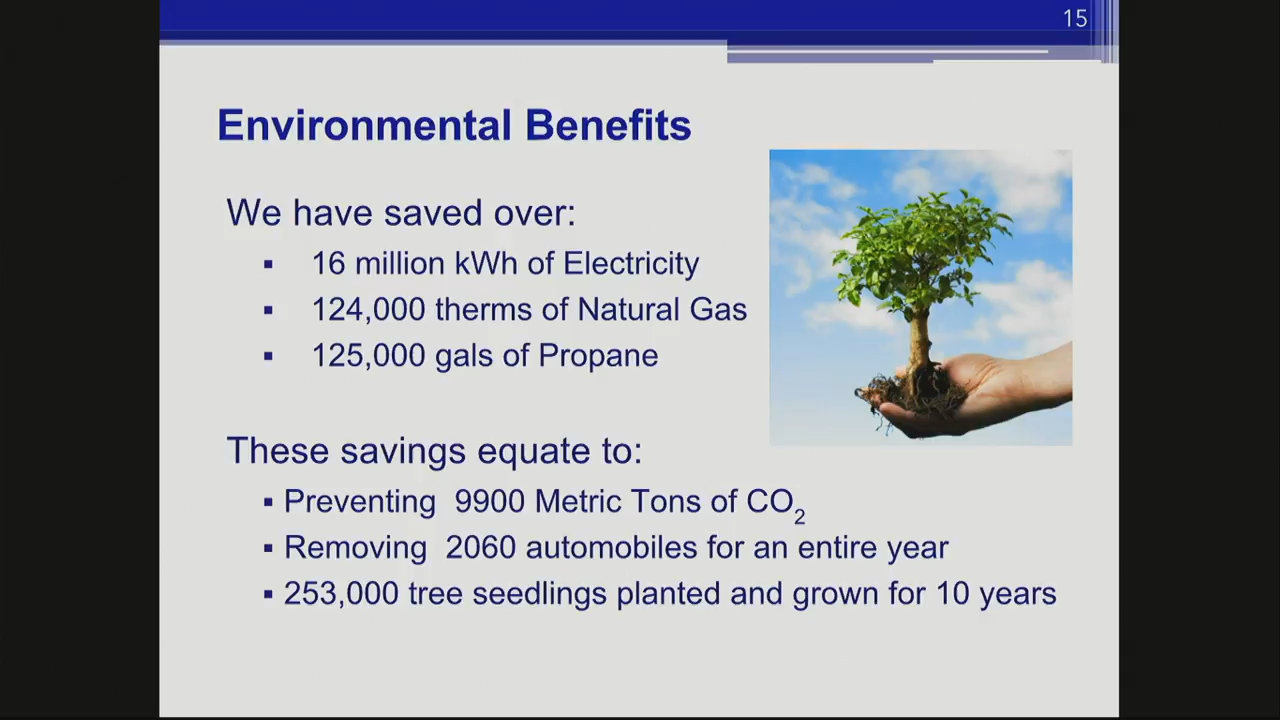 15
Environmental Benefits
We have saved over:
▪ 16 million kWh of Electricity
▪ 124,000 therms of Natural Gas
▪ 125,000 gals of Propane
These savings equate to:
▪ Preventing 9900 Metric Tons of CO₂
▪ Removing 2060 automobiles for an entire year
▪ 253,000 tree seedlings planted and grown for 10 years